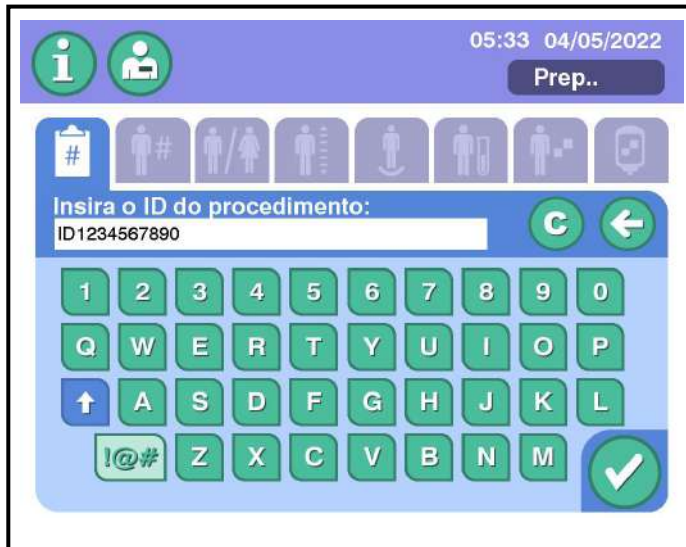 05:33 04/05/2022
Prep..
#
#
Insira o ID do procedimento:
ID1234567890
C
1 2 3 4 5 6 7 8 9 0
Q W E R T Y U I O P
A S D F G H J K L
!@# Z X C V B N M